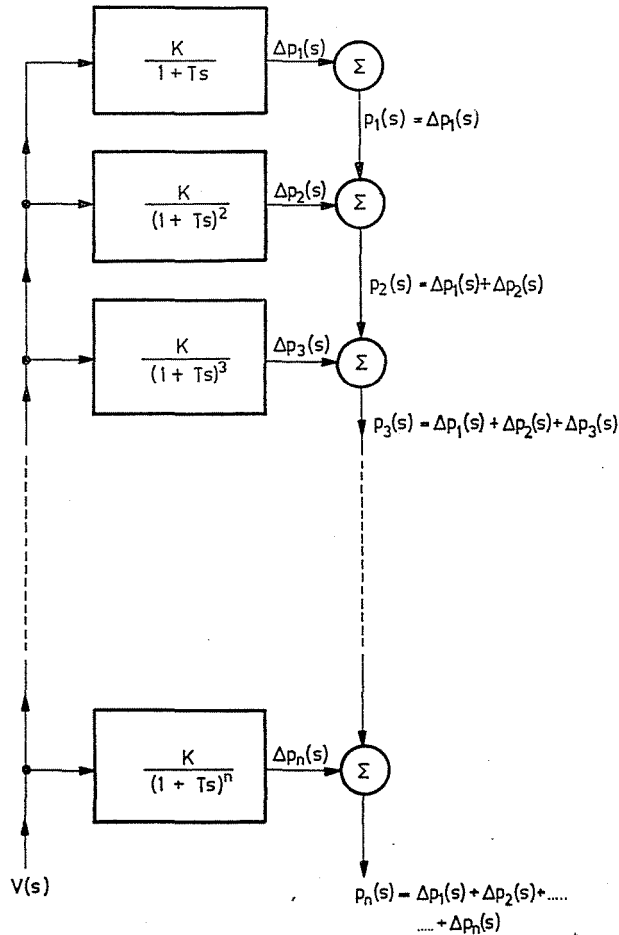 K
1 + Ts
Δp₁(s)
Σ
p₁(s) = Δp₁(s)
K
(1 + Ts)²
Δp₂(s)
Σ
p₂(s) = Δp₁(s) + Δp₂(s)
K
(1 + Ts)³
Δp₃(s)
Σ
p₃(s) = Δp₁(s) + Δp₂(s) + Δp₃(s)
K
(1 + Ts)ⁿ
Δpₙ(s)
Σ
V(s)
pₙ(s) = Δp₁(s) + Δp₂(s) + .....
..... + Δpₙ(s)